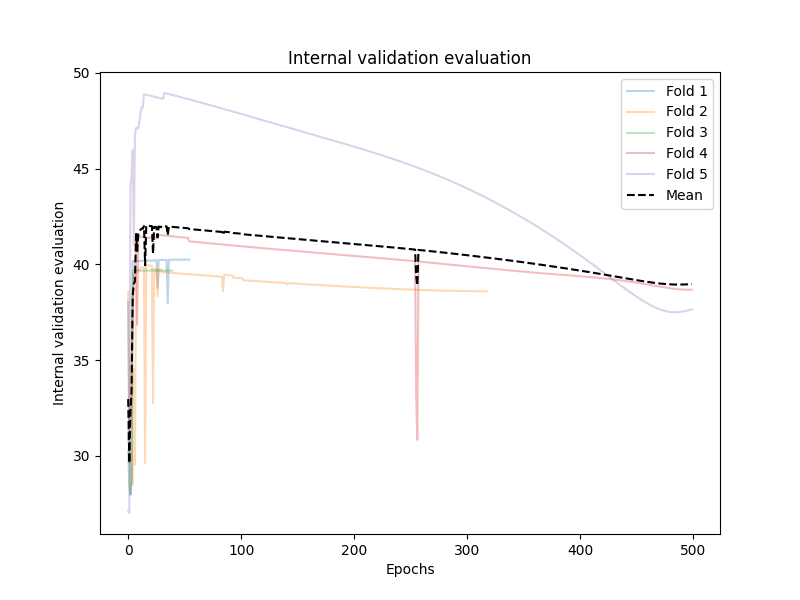 Internal validation evaluation
50
45
40
35
30
Internal validation evaluation
0 100 200 300 400 500
Epochs
Fold 1
Fold 2
Fold 3
Fold 4
Fold 5
Mean